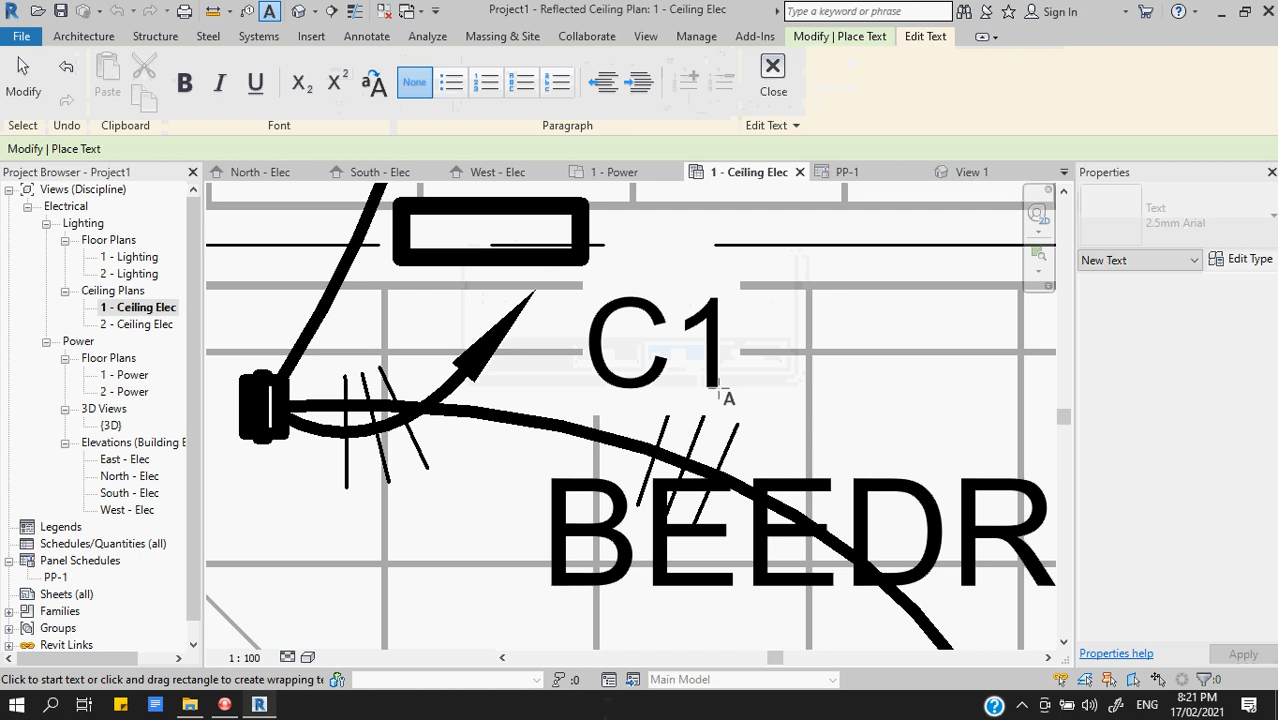 Project1 - Reflected Ceiling Plan: 1 - Ceiling Elec
Type a keyword or phrase
Sign In
File Architecture Structure Steel Systems Insert Annotate Analyze Massing & Site Collaborate View Manage Add-Ins Modify | Place Text Edit Text
Modify
Paste
B I U X2 X2 aA
None
Close
Select Undo Clipboard Font Paragraph Edit Text
Modify | Place Text
Project Browser - Project1
North - Elec
South - Elec
West - Elec
1 - Power
1 - Ceiling Elec
PP-1
View 1
Properties
Views (Discipline)
Electrical
Lighting
Floor Plans
1 - Lighting
2 - Lighting
Ceiling Plans
1 - Ceiling Elec
2 - Ceiling Elec
Power
Floor Plans
1 - Power
2 - Power
3D Views
{3D}
Elevations (Building E
East - Elec
North - Elec
South - Elec
West - Elec
Legends
Schedules/Quantities (all)
Panel Schedules
PP-1
Sheets (all)
Families
Groups
Revit Links
C1
A
BEEDR
2D
Text
2.5mm Arial
New Text
Edit Type
Properties help
Apply
1 : 100
Click to start text or click and drag rectangle to create wrapping te
:0
Main Model
:0
ENG
8:21 PM
17/02/2021